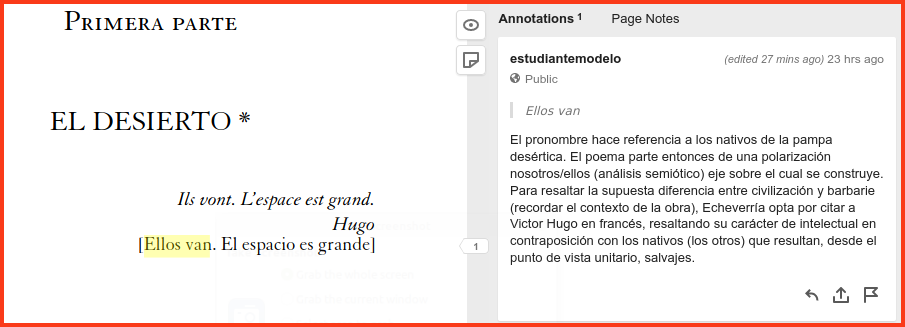 PRIMERA PARTE
EL DESIERTO *
Ils vont. L'espace est grand.
Hugo
[Ellos van. El espacio es grande]
1
Annotations 1 Page Notes
estudiantemodelo (edited 27 mins ago) 23 hrs ago
Public
Ellos van
El pronombre hace referencia a los nativos de la pampa
desértica. El poema parte entonces de una polarización
nosotros/ellos (análisis semiótico) eje sobre el cual se construye.
Para resaltar la supuesta diferencia entre civilización y barbarie
(recordar el contexto de la obra), Echeverría opta por citar a
Victor Hugo en francés, resaltando su carácter de intelectual en
contraposición con los nativos (los otros) que resultan, desde el
punto de vista unitario, salvajes.